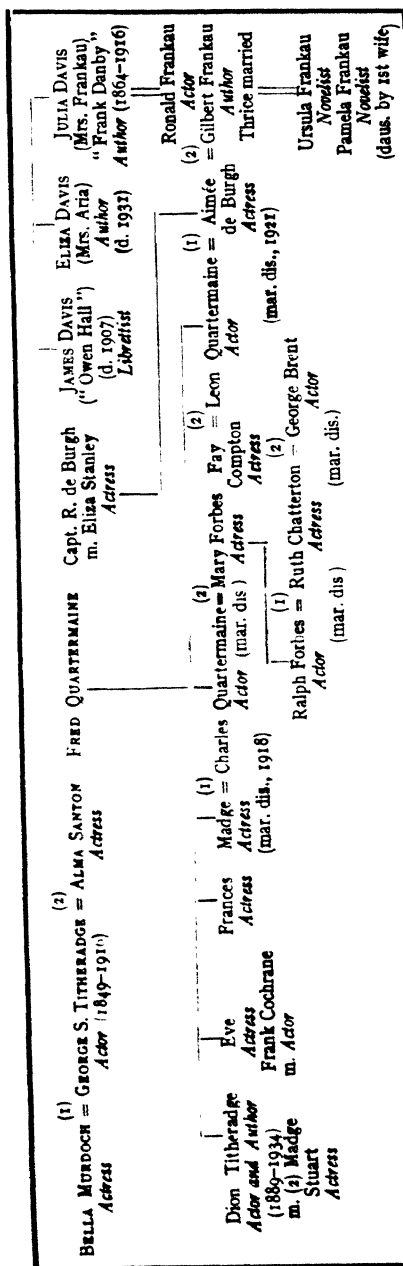 BELLA MURDOCH = GEORGE S. TITHERADGE = ALMA SANTON
(1) (2)
Actress Actor (1849–1910) Actress
FRED QUARTERMAINE
Capt. R. de Burgh
m. Eliza Stanley
Actress
JAMES DAVIS
("Owen Hall")
(d. 1907)
Librettist
ELIZA DAVIS
(Mrs. Aria)
Author
(d. 1931)
JULIA DAVIS
(Mrs. Frankau)
"Frank Danby"
Author (1864–1916)
Dion Titheradge
Actor and Author
(1889–1934)
m. (2) Madge
Stuart
Actress
Eve
Actress
Frank Cochrane
m. Actor
Frances
Actress
(1)
Madge = Charles Quartermaine = Mary Forbes
(2)
Actress Actor (mar. dis) Actress
(mar. dis., 1918)
(2) (1)
Fay = Leon Quartermaine = Aimée
Compton Actor de Burgh
Actress Actress
(mar. dis., 1921)
(2)
= Gilbert Frankau
Author
Thrice married
Ronald Frankau
Actor
(1) (2)
Ralph Forbes = Ruth Chatterton = George Brent
Actor Actress Actor
(mar. dis) (mar. dis.)
Ursula Frankau
Novelist
Pamela Frankau
Novelist
(daus. by 1st wife)